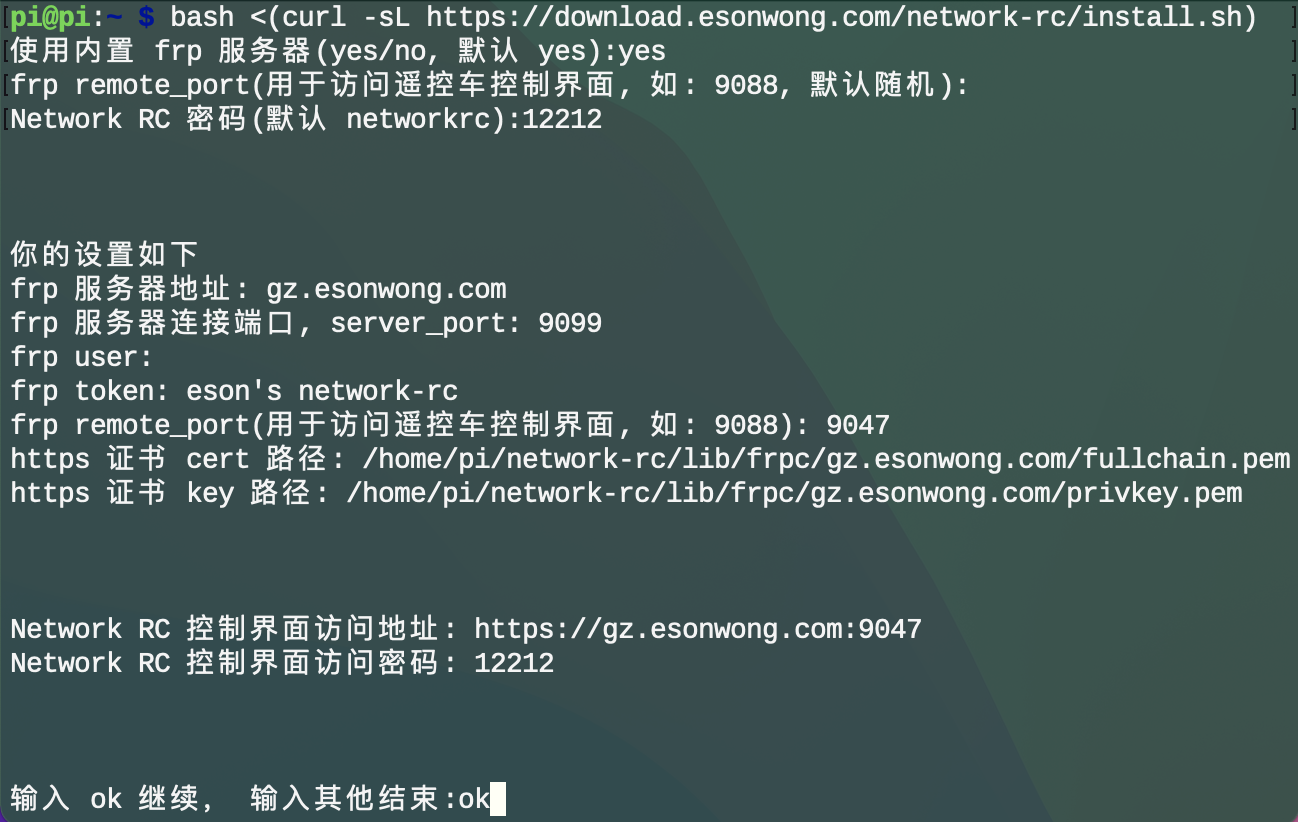 pi@pi:~ $ bash <(curl -sL https://download.esonwong.com/network-rc/install.sh)
使用内置 frp 服务器(yes/no, 默认 yes):yes
frp remote_port(用于访问遥控车控制界面, 如: 9088, 默认随机):
Network RC 密码(默认 networkrc):12212
你的设置如下
frp 服务器地址: gz.esonwong.com
frp 服务器连接端口, server_port: 9099
frp user:
frp token: eson's network-rc
frp remote_port(用于访问遥控车控制界面, 如: 9088): 9047
https 证书 cert 路径: /home/pi/network-rc/lib/frpc/gz.esonwong.com/fullchain.pem
https 证书 key 路径: /home/pi/network-rc/lib/frpc/gz.esonwong.com/privkey.pem
Network RC 控制界面访问地址: https://gz.esonwong.com:9047
Network RC 控制界面访问密码: 12212
输入 ok 继续, 输入其他结束:ok